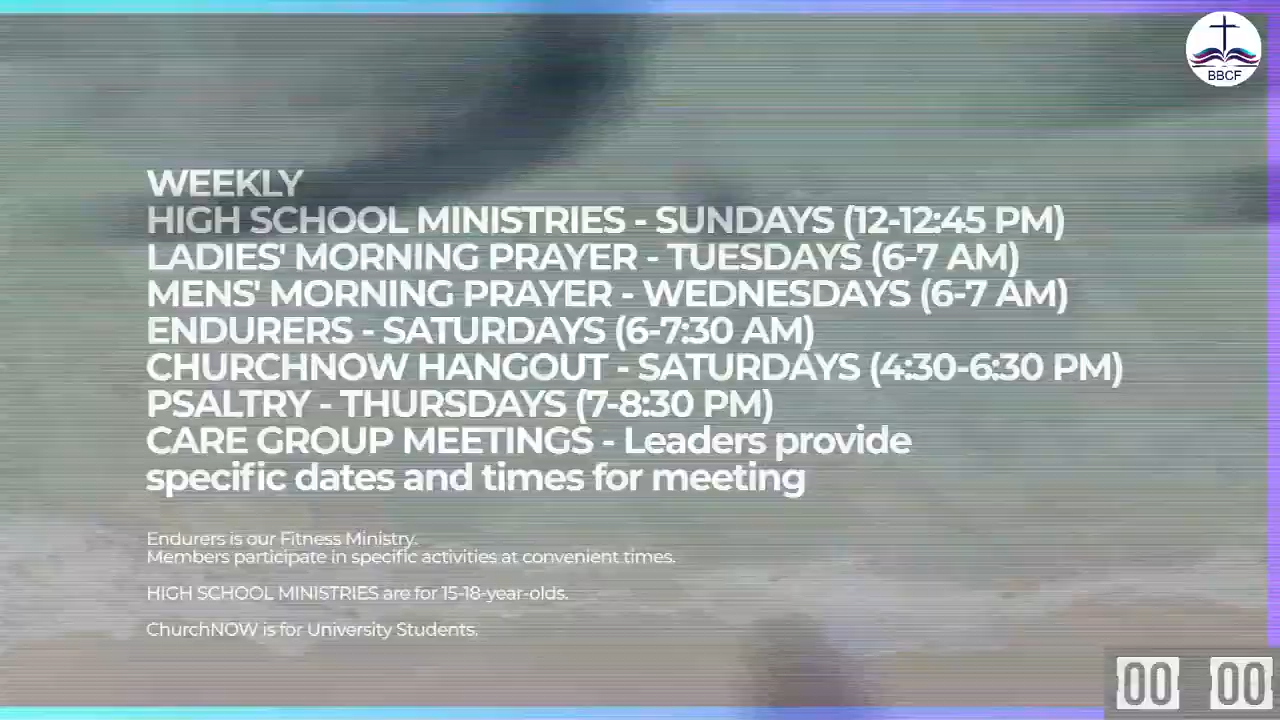 BBCF
WEEKLY
HIGH SCHOOL MINISTRIES - SUNDAYS (12-12:45 PM)
LADIES' MORNING PRAYER - TUESDAYS (6-7 AM)
MENS' MORNING PRAYER - WEDNESDAYS (6-7 AM)
ENDURERS - SATURDAYS (6-7:30 AM)
CHURCHNOW HANGOUT - SATURDAYS (4:30-6:30 PM)
PSALTRY - THURSDAYS (7-8:30 PM)
CARE GROUP MEETINGS - Leaders provide
specific dates and times for meeting
Endurers is our Fitness Ministry.
Members participate in specific activities at convenient times.
HIGH SCHOOL MINISTRIES are for 15-18-year-olds.
ChurchNOW is for University Students.
00 00